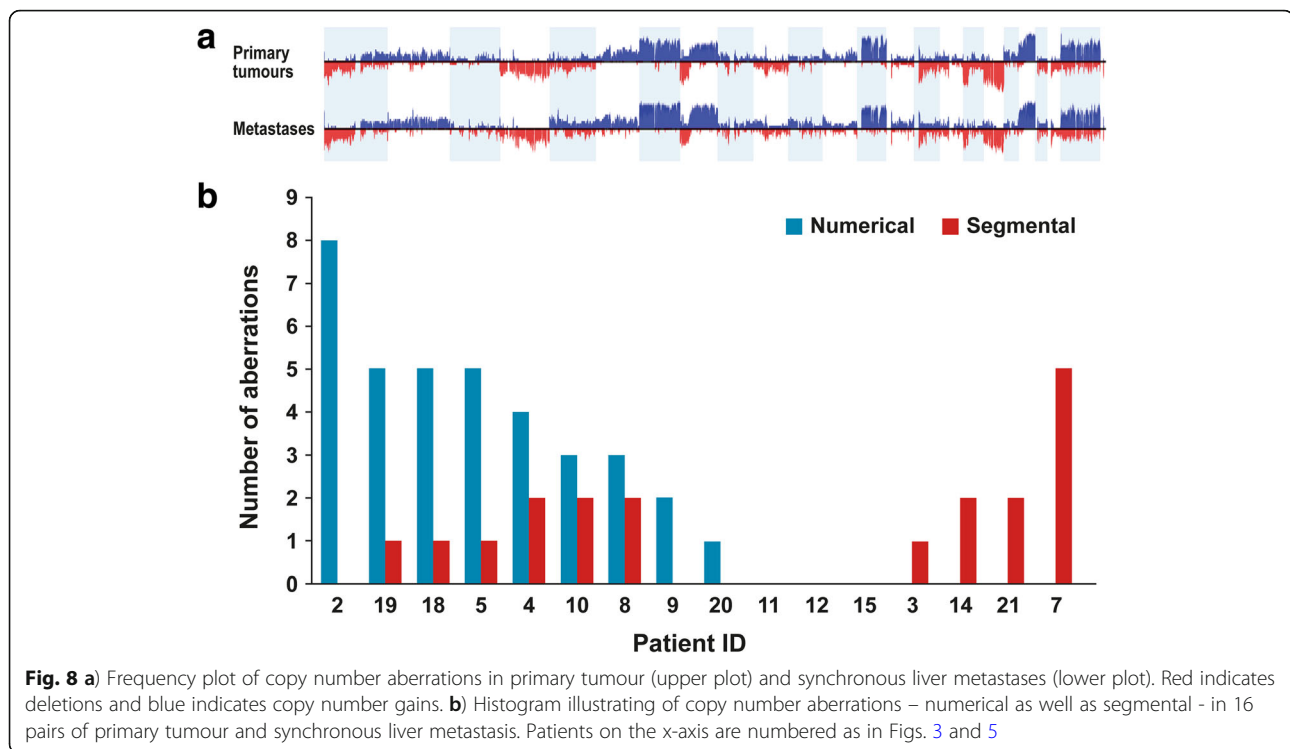 a
Primary
tumours
Metastases
b
Number of aberrations
9
8
7
6
5
4
3
2
1
0
Numerical Segmental
2 19 18 5 4 10 8 9 20 11 12 15 3 14 21 7
Patient ID
Fig. 8 a) Frequency plot of copy number aberrations in primary tumour (upper plot) and synchronous liver metastases (lower plot). Red indicates
deletions and blue indicates copy number gains. b) Histogram illustrating of copy number aberrations – numerical as well as segmental - in 16
pairs of primary tumour and synchronous liver metastasis. Patients on the x-axis are numbered as in Figs. 3 and 5